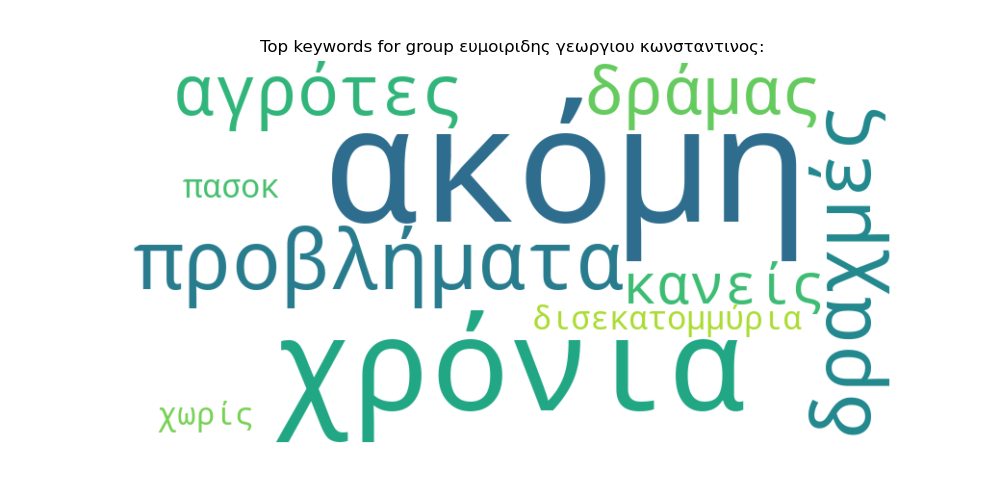 Top keywords for group ευμοιριδης γεωργιου κωνσταντινος:
αγρότες
δράμας
ακόμη
δραχμές
πασοκ
προβλήματα
κανείς
δισεκατομμύρια
χρόνια
χωρίς